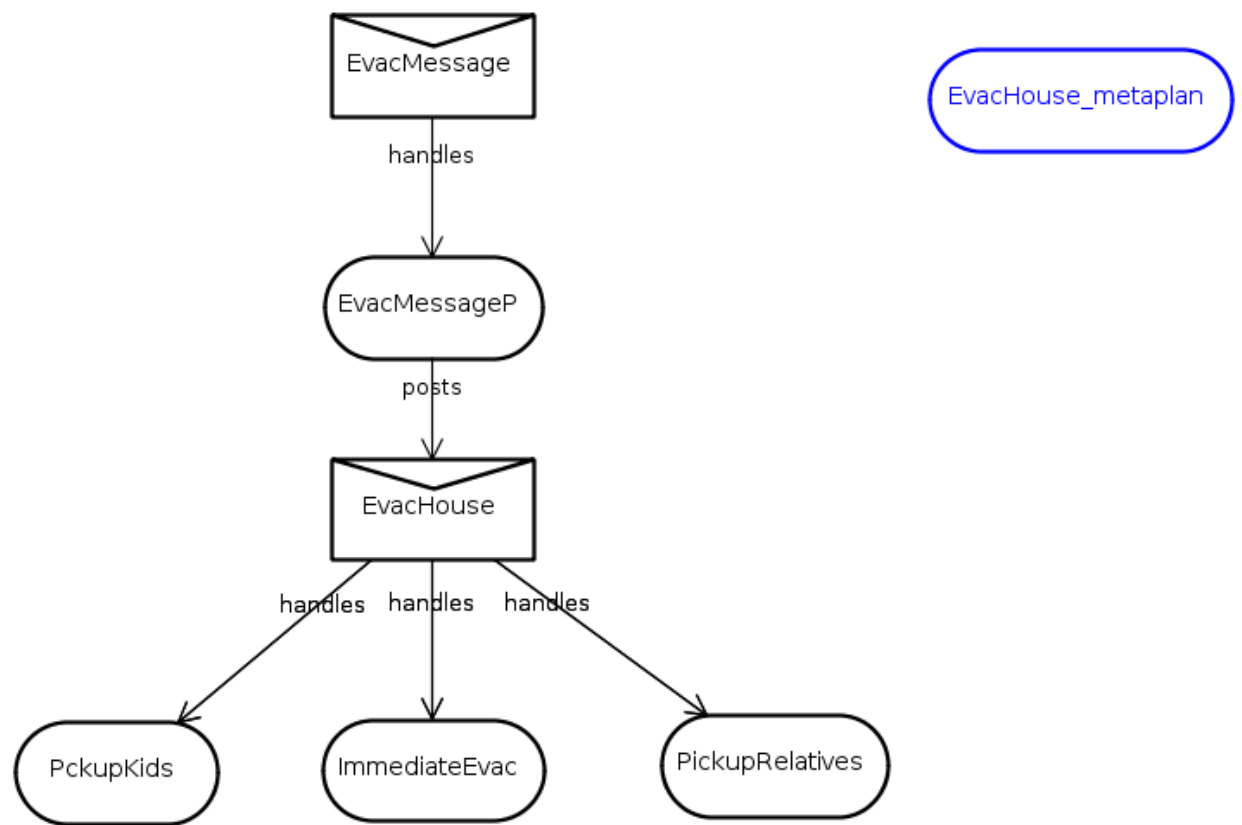 EvacMessage
EvacHouse_metaplan
handles
EvacMessageP
posts
EvacHouse
handles
handles
handles
PckupKids
ImmediateEvac
PickupRelatives